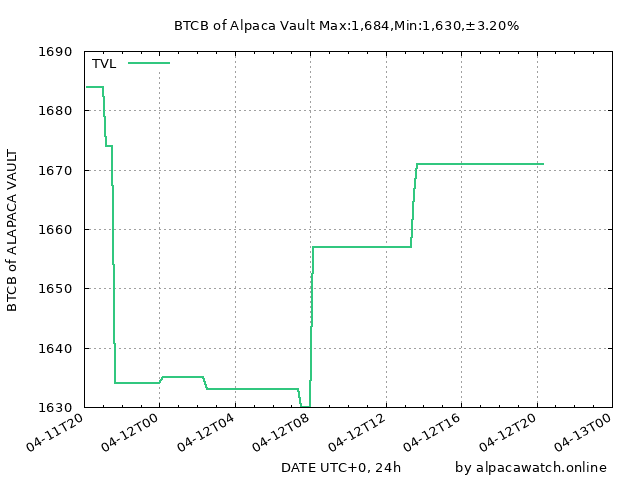 BTCB of Alpaca Vault Max:1,684,Min:1,630,±3.20%
TVL
1690
1680
1670
1660
1650
1640
1630
BTCB of ALAPACA VAULT
04-11T20
04-12T00
04-12T04
04-12T08
04-12T12
04-12T16
04-12T20
04-13T00
DATE UTC+0, 24h
by alpacawatch.online